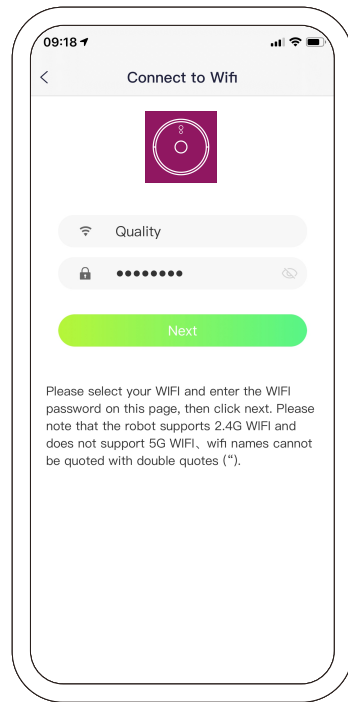 09:18
Connect to Wifi
Quality
••••••••
Next
Please select your WIFI and enter the WIFI
password on this page, then click next. Please
note that the robot supports 2.4G WIFI and
does not support 5G WIFI、wifi names cannot
be quoted with double quotes (“).